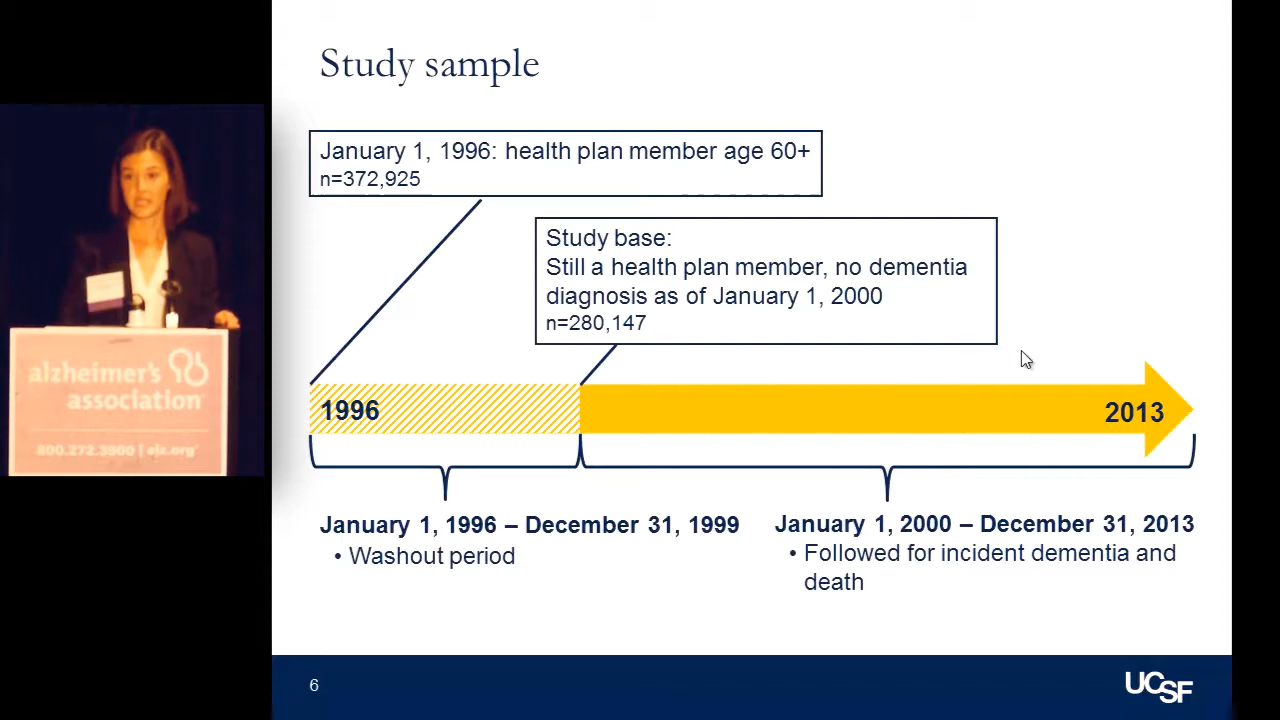 Study sample
January 1, 1996: health plan member age 60+
n=372,925
Study base:
Still a health plan member, no dementia
diagnosis as of January 1, 2000
n=280,147
1996
2013
January 1, 1996 – December 31, 1999
• Washout period
January 1, 2000 – December 31, 2013
• Followed for incident dementia and
death
alzheimer's
association
800.272.3900 | alz.org
6
UCSF